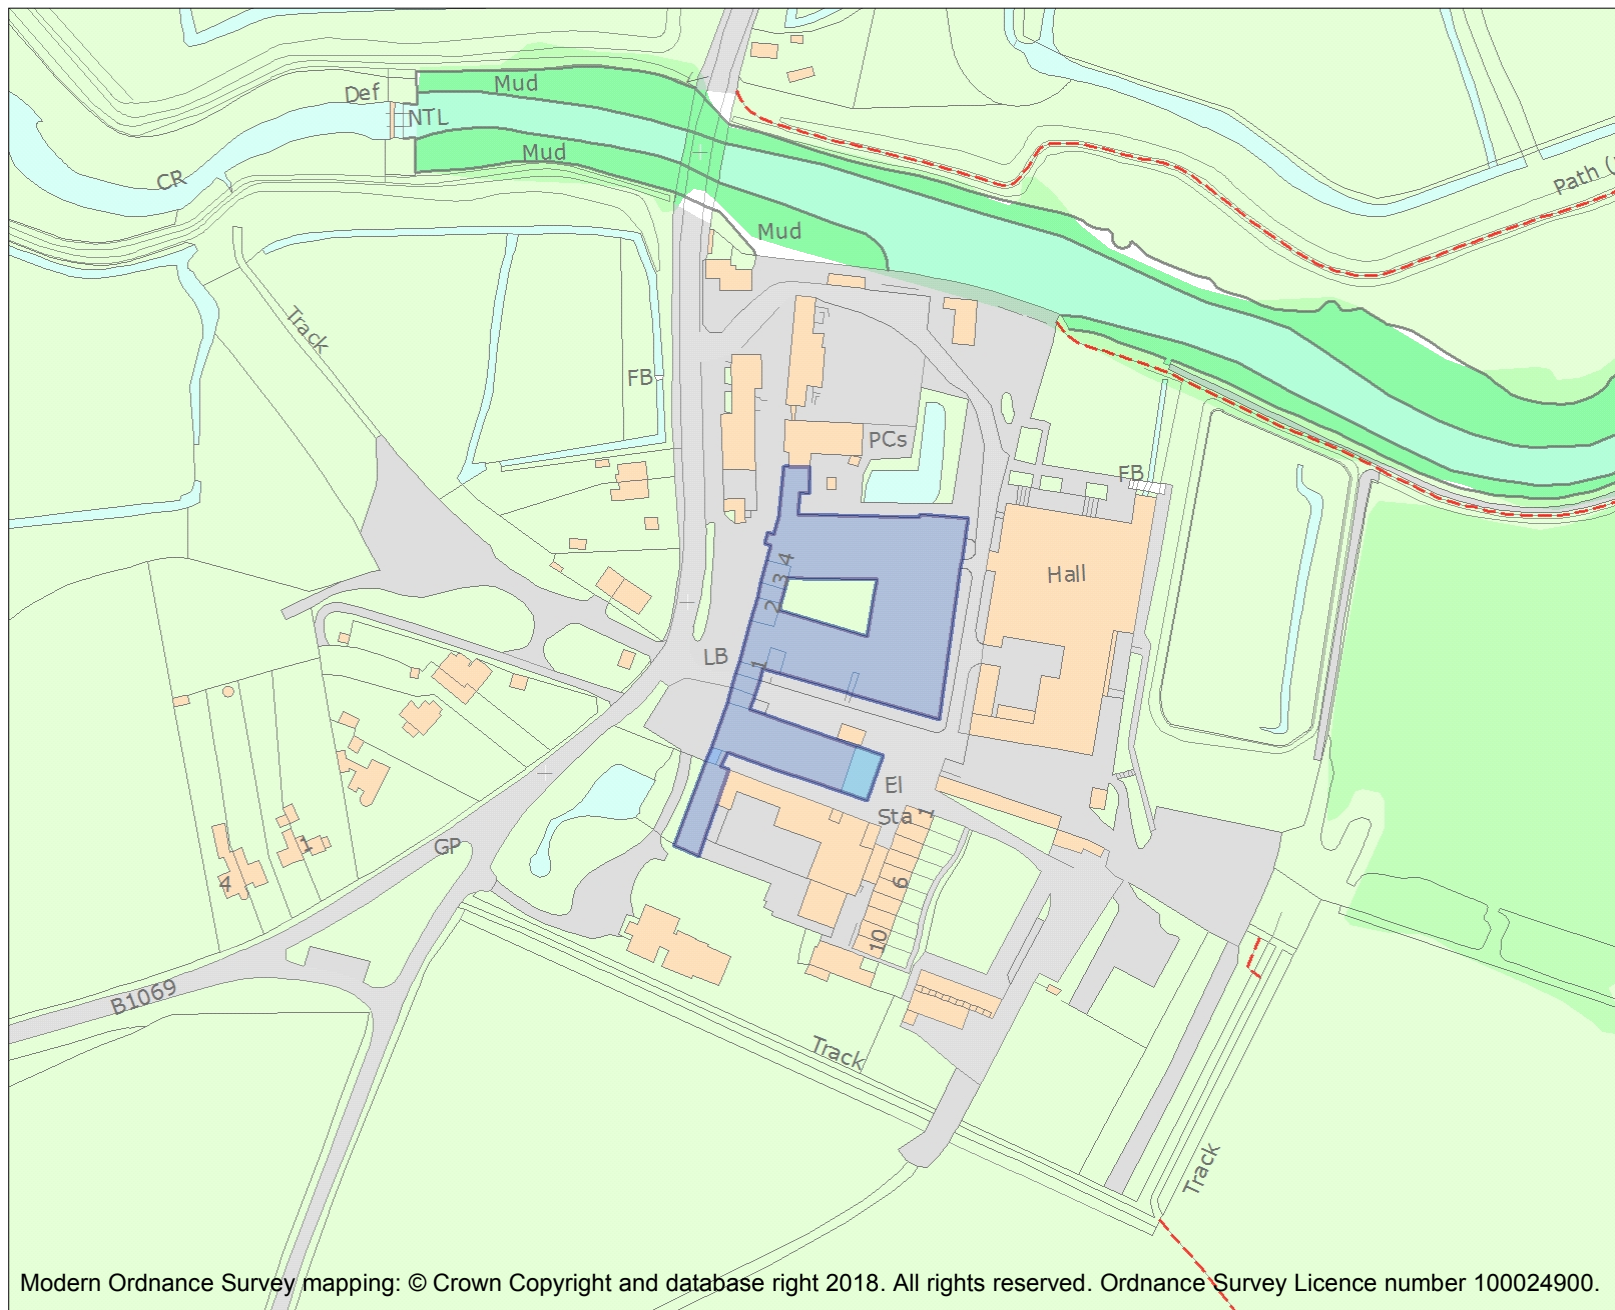 Mud
Def
NTL
Mud
CR
Path (
Mud
Track
FB
PCs
FB
4
3
2
Hall
LB
1
El
Sta
1
GP
1
4
6
10
B1069
Track
Track
Modern Ordnance Survey mapping: © Crown Copyright and database right 2018. All rights reserved. Ordnance Survey Licence number 100024900.